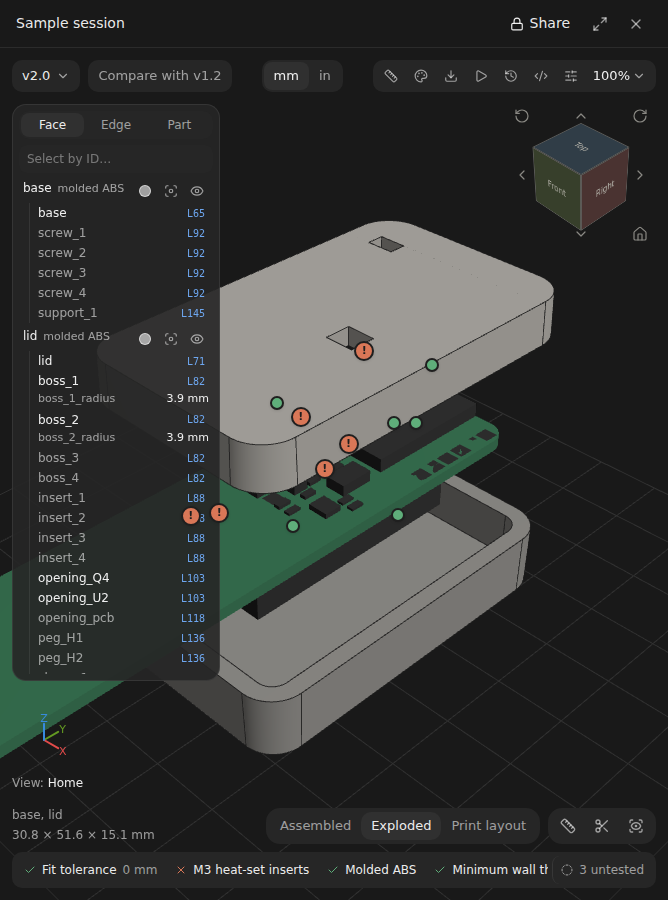 Sample session
Share
v2.0
Compare with v1.2
mm
in
100%
Face
Edge
Part
Select by ID…
base molded ABS
base L65
screw_1 L92
screw_2 L92
screw_3 L92
screw_4 L92
support_1 L145
lid molded ABS
lid L71
boss_1 L82
boss_1_radius 3.9 mm
boss_2 L82
boss_2_radius 3.9 mm
boss_3 L82
boss_4 L82
insert_1 L88
insert_2
insert_3 L88
insert_4 L88
opening_Q4 L103
opening_U2 L103
opening_pcb L118
peg_H1 L136
peg_H2 L136
Top
Front
Right
!
!
!
!
!
!
Z
Y
X
View: Home
base, lid
30.8 × 51.6 × 15.1 mm
Assembled
Exploded
Print layout
Fit tolerance 0 mm
M3 heat-set inserts
Molded ABS
Minimum wall
3 untested